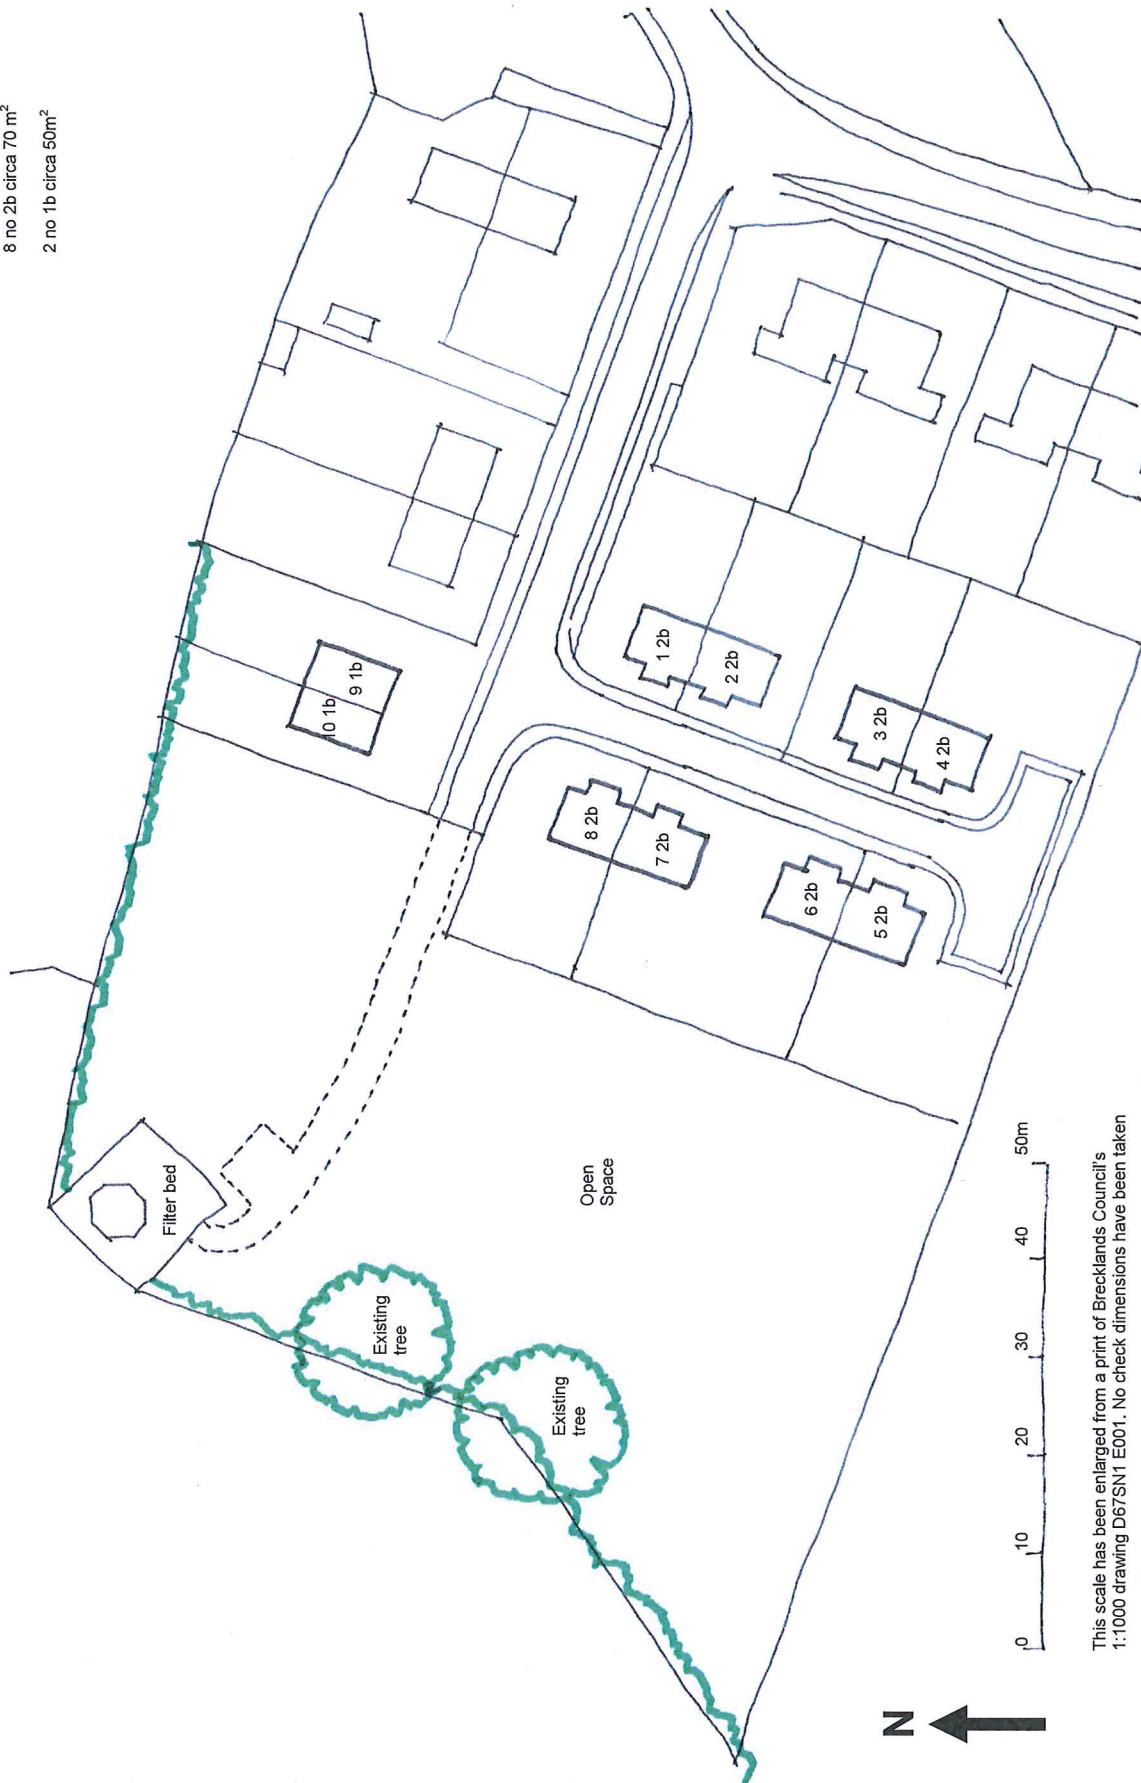 8 no 2b circa 70 m²
2 no 1b circa 50m²
10 1b
9 1b
1 2b
2 2b
3 2b
4 2b
8 2b
7 2b
6 2b
5 2b
Filter bed
Existing
tree
Existing
tree
Open
Space
0 10 20 30 40 50m
N
This scale has been enlarged from a print of Brecklands Council's
1:1000 drawing D67SN1 E001. No check dimensions have been taken